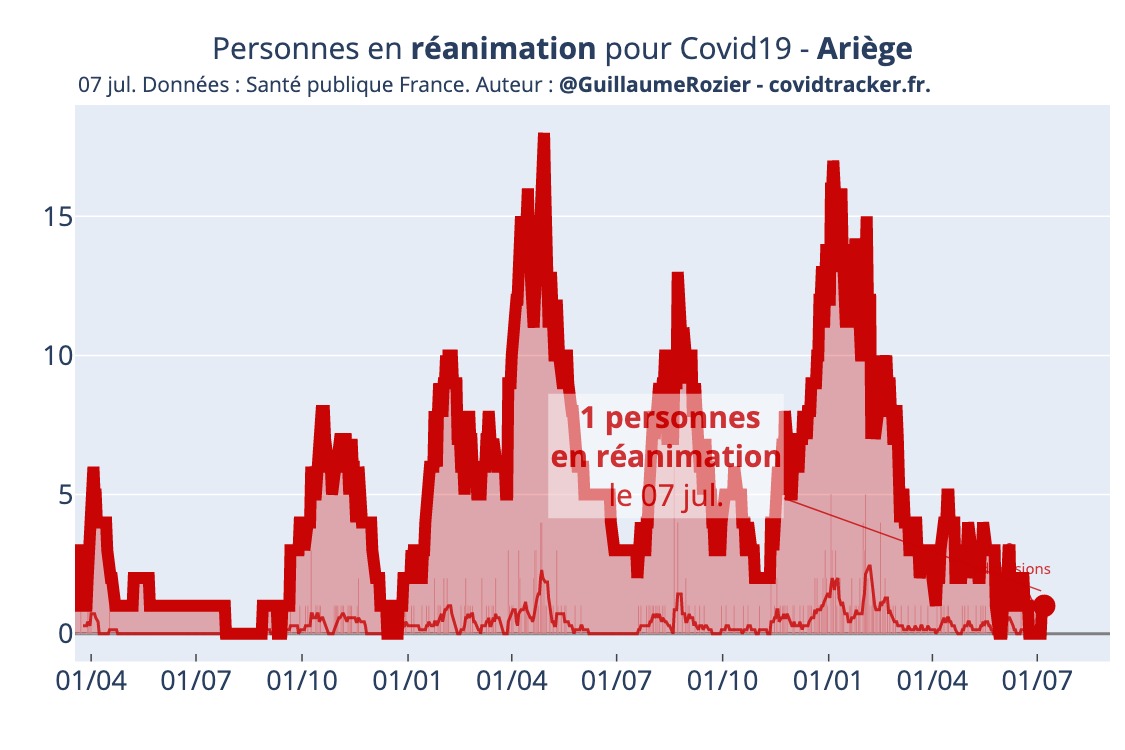 Personnes en réanimation pour Covid19 - Ariège
07 jul. Données : Santé publique France. Auteur : @GuillaumeRozier - covidtracker.fr.
15
10
5
0
1 personnes
en réanimation
le 07 jul.
01/04
01/07
01/10
01/01
01/04
01/07
01/10
01/01
01/04
01/07